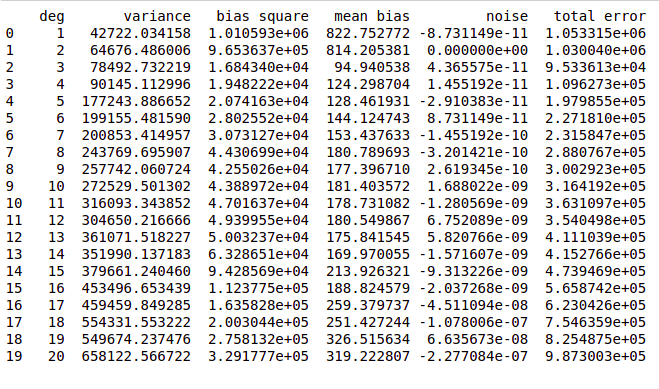 deg variance bias square mean bias noise total error
0 1 42722.034158 1.010593e+06 822.752772 -8.731149e-11 1.053315e+06
1 2 64676.486006 9.653637e+05 814.205381 0.000000e+00 1.030040e+06
2 3 78492.732219 1.684340e+04 94.940538 4.365575e-11 9.533613e+04
3 4 90145.112996 1.948222e+04 124.298704 1.455192e-10 1.096273e+05
4 5 177243.886652 2.074163e+04 128.461931 -2.910383e-11 1.979855e+05
5 6 199155.481590 2.802552e+04 144.124743 8.731149e-11 2.271810e+05
6 7 200853.414957 3.073127e+04 153.437633 -1.455192e-10 2.315847e+05
7 8 243769.695907 4.430699e+04 180.789693 -3.201421e-10 2.880767e+05
8 9 257742.060724 4.255026e+04 177.396710 2.619345e-10 3.002923e+05
9 10 272529.501302 4.388972e+04 181.403572 1.688022e-09 3.164192e+05
10 11 316093.343852 4.701637e+04 178.731082 -1.280569e-09 3.631097e+05
11 12 304650.216666 4.939955e+04 180.549867 6.752089e-09 3.540498e+05
12 13 361071.518227 5.003237e+04 175.841545 5.820766e-09 4.111039e+05
13 14 351990.137183 6.328651e+04 169.970055 -1.571607e-09 4.152766e+05
14 15 379661.240460 9.428569e+04 213.926321 -9.313226e-09 4.739469e+05
15 16 453496.653439 1.123775e+05 188.824579 -2.037268e-09 5.658742e+05
16 17 459459.849285 1.635828e+05 259.379737 -4.511094e-08 6.230426e+05
17 18 554331.553222 2.003044e+05 251.427244 -1.078006e-07 7.546359e+05
18 19 549674.237476 2.758132e+05 326.515634 6.635673e-08 8.254875e+05
19 20 658122.566722 3.291777e+05 319.222807 -2.277084e-07 9.873003e+05